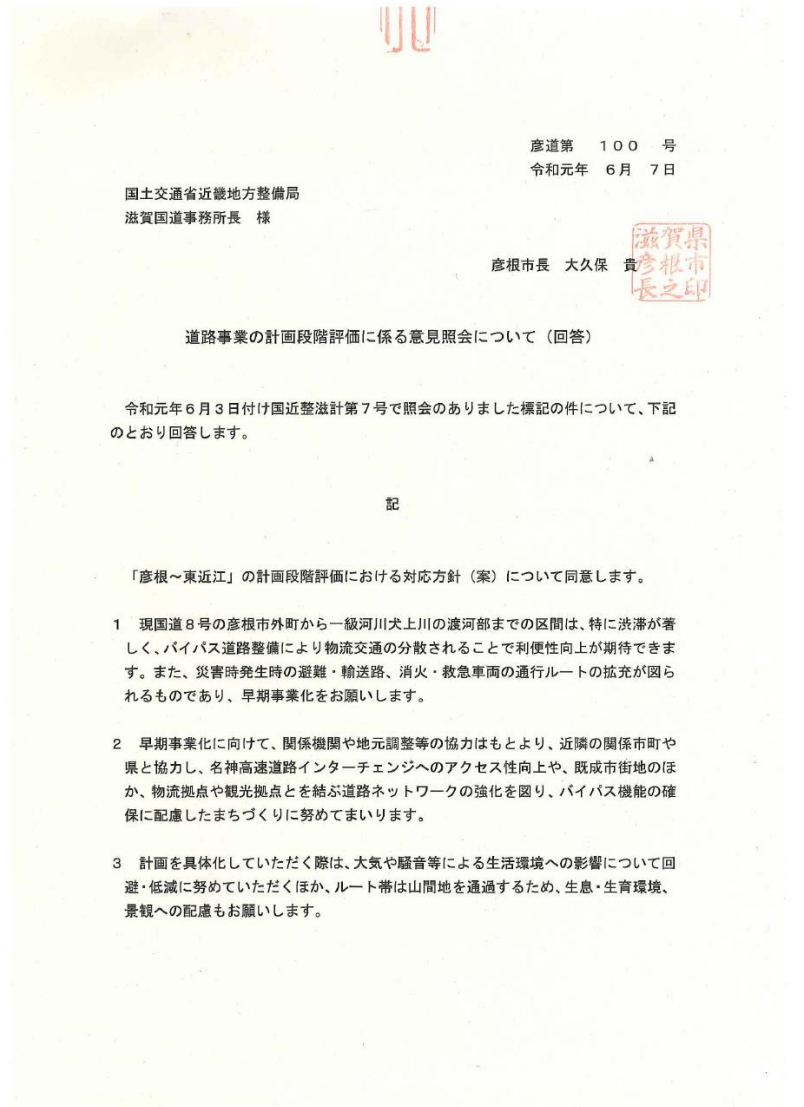 彦道第 100 号
令和元年 6月 7日
国土交通省近畿地方整備局
滋賀国道事務所長 様
彦根市長 大久保 貴
滋賀県
彦根市
長之印
道路事業の計画段階評価に係る意見照会について(回答)
令和元年6月3日付け国近整滋計第7号で照会のありました標記の件について、下記
のとおり回答します。
記
「彦根~東近江」の計画段階評価における対応方針(案)について同意します。
1 現国道8号の彦根市外町から一級河川犬上川の渡河部までの区間は、特に渋滞が著
しく、バイパス道路整備により物流交通の分散されることで利便性向上が期待できま
す。また、災害時発生時の避難・輸送路、消火・救急車両の通行ルートの拡充が図ら
れるものであり、早期事業化をお願いします。
2 早期事業化に向けて、関係機関や地元調整等の協力はもとより、近隣の関係市町や
県と協力し、名神高速道路インターチェンジへのアクセス性向上や、既成市街地のほ
か、物流拠点や観光拠点とを結ぶ道路ネットワークの強化を図り、バイパス機能の確
保に配慮したまちづくりに努めてまいります。
3 計画を具体化していただく際は、大気や騒音等による生活環境への影響について回
避・低減に努めていただくほか、ルート帯は山間地を通過するため、生息・生育環境、
景観への配慮もお願いします。